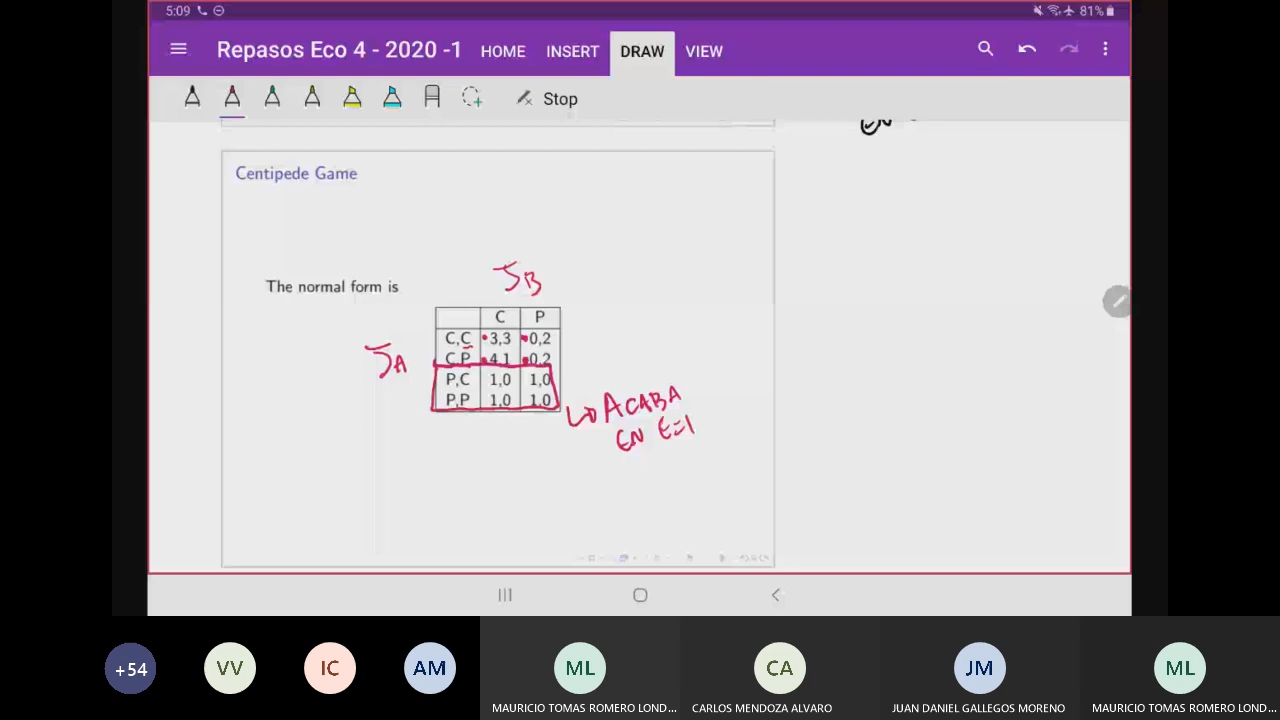 5:09 81%
Repasos Eco 4 - 2020 -1 HOME INSERT DRAW VIEW
Stop
EN
Centipede Game
JB
The normal form is
C P
JA
C,C 3,3 0,2
C,P 4,1 0,2
P,C 1,0 1,0
P,P 1,0 1,0
ACABA
EN t=1
+54 VV IC AM ML CA JM ML
MAURICIO TOMAS ROMERO LOND... CARLOS MENDOZA ALVARO JUAN DANIEL GALLEGOS MORENO MAURICIO TOMAS ROMERO LOND...